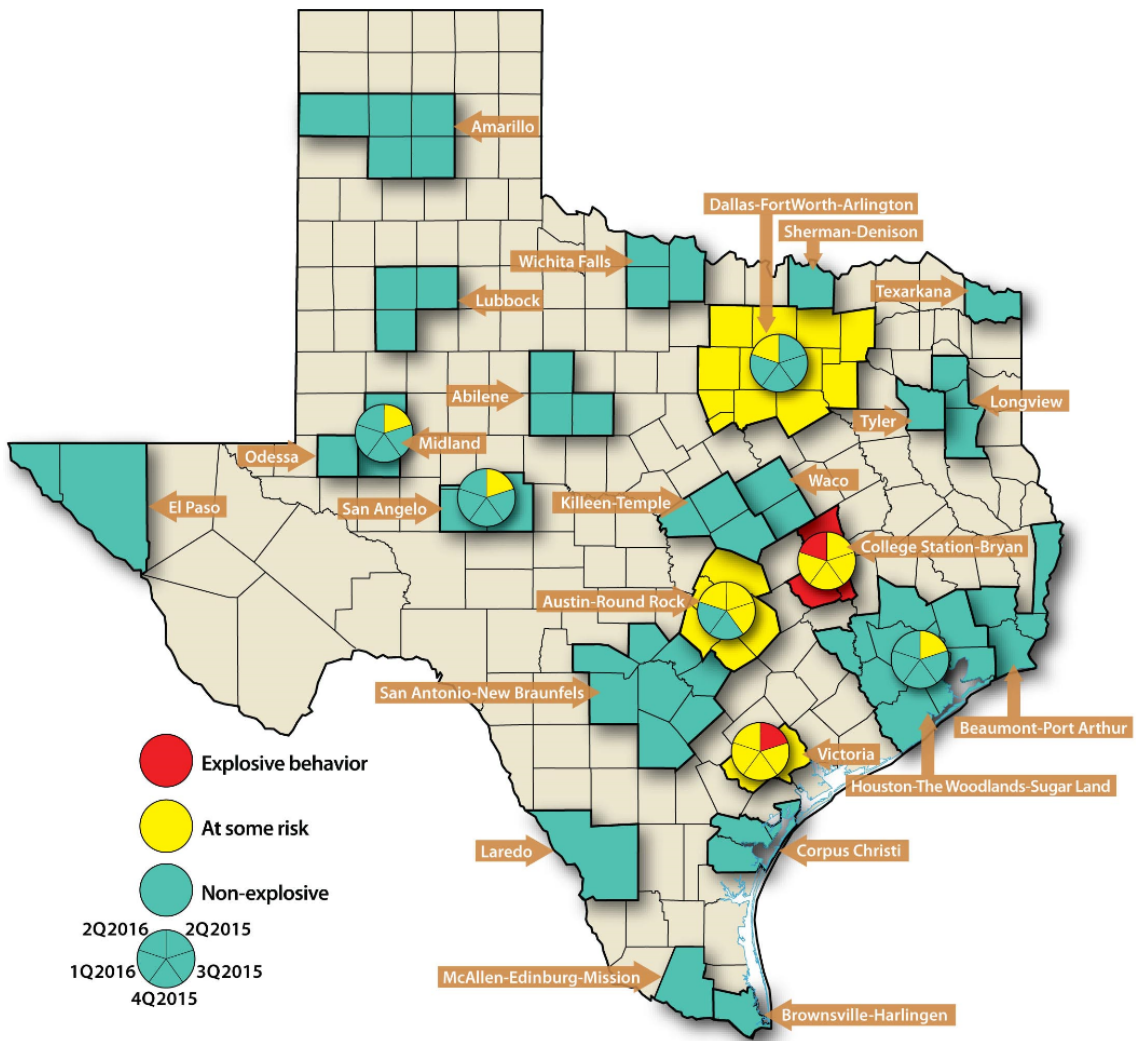 Amarillo
Dallas-FortWorth-Arlington
Sherman-Denison
Wichita Falls
Texarkana
Lubbock
Abilene
Longview
Tyler
Midland
Odessa
Waco
Killeen-Temple
El Paso
San Angelo
College Station-Bryan
Austin-Round Rock
San Antonio-New Braunfels
Beaumont-Port Arthur
Victoria
Explosive behavior
Houston-The Woodlands-Sugar Land
At some risk
Laredo
Corpus Christi
Non-explosive
2Q2016 2Q2015
1Q2016 3Q2015
4Q2015
McAllen-Edinburg-Mission
Brownsville-Harlingen